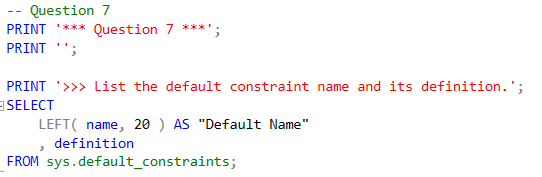 -- Question 7
PRINT '*** Question 7 ***';
PRINT '';
PRINT '>>> List the default constraint name and its definition.';
SELECT
LEFT( name, 20 ) AS "Default Name"
, definition
FROM sys.default_constraints;